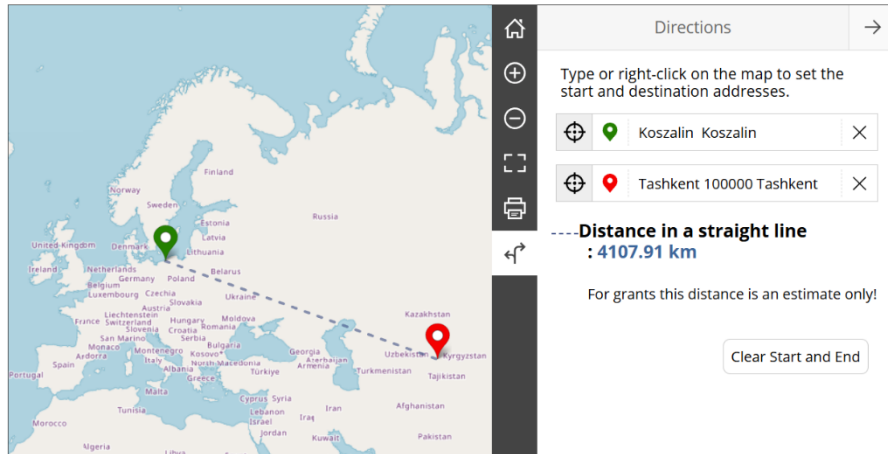 Directions
Type or right-click on the map to set the
start and destination addresses.
Koszalin Koszalin
Tashkent 100000 Tashkent
Distance in a straight line
: 4107.91 km
For grants this distance is an estimate only!
Clear Start and End
Finland
Norway
Sweden
Russia
Estonia
Latvia
United Kingdom
Denmark
Lithuania
Ireland
Netherlands
Belarus
Germany
Poland
Belgium
Luxembourg
Czechia
Ukraine
Slovakia
Austria
Liechtenstein
Kazakhstan
France
Switzerland
Hungary
Moldova
Slovenia
Croatia
Romania
San Marino
Serbia
Monaco
Bulgaria
Andorra
Montenegro
Kosovo*
Georgia
Azerbaijan
Uzbekistan
Kyrgyzstan
Spain
Italy
North Macedonia
Armenia
Portugal
Albania
Türkiye
Turkmenistan
Tajikistan
Greece
Malta
Cyprus
Syria
Tunisia
Lebanon
Iran
Afghanistan
Israel
Iraq
Morocco
Jordan
Kuwait
Pakistan
Algeria
Libya